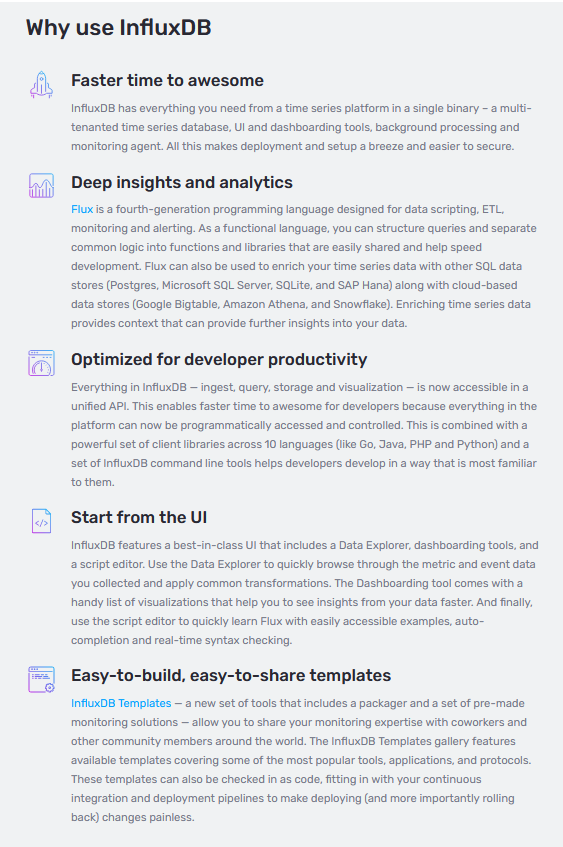 Why use InfluxDB
Faster time to awesome
InfluxDB has everything you need from a time series platform in a single binary – a multi-
tenanted time series database, UI and dashboarding tools, background processing and
monitoring agent. All this makes deployment and setup a breeze and easier to secure.
Deep insights and analytics
Flux is a fourth-generation programming language designed for data scripting, ETL,
monitoring and alerting. As a functional language, you can structure queries and separate
common logic into functions and libraries that are easily shared and help speed
development. Flux can also be used to enrich your time series data with other SQL data
stores (Postgres, Microsoft SQL Server, SQLite, and SAP Hana) along with cloud-based
data stores (Google Bigtable, Amazon Athena, and Snowflake). Enriching time series data
provides context that can provide further insights into your data.
Optimized for developer productivity
Everything in InfluxDB — ingest, query, storage and visualization — is now accessible in a
unified API. This enables faster time to awesome for developers because everything in the
platform can now be programmatically accessed and controlled. This is combined with a
powerful set of client libraries across 10 languages (like Go, Java, PHP and Python) and a
set of InfluxDB command line tools helps developers develop in a way that is most familiar
to them.
Start from the UI
InfluxDB features a best-in-class UI that includes a Data Explorer, dashboarding tools, and
a script editor. Use the Data Explorer to quickly browse through the metric and event data
you collected and apply common transformations. The Dashboarding tool comes with a
handy list of visualizations that help you to see insights from your data faster. And finally,
use the script editor to quickly learn Flux with easily accessible examples, auto-
completion and real-time syntax checking.
Easy-to-build, easy-to-share templates
InfluxDB Templates — a new set of tools that includes a packager and a set of pre-made
monitoring solutions — allow you to share your monitoring expertise with coworkers and
other community members around the world. The InfluxDB Templates gallery features
available templates covering some of the most popular tools, applications, and protocols.
These templates can also be checked in as code, fitting in with your continuous
integration and deployment pipelines to make deploying (and more importantly rolling
back) changes painless.